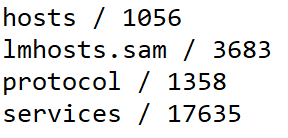 hosts / 1056
lmhosts.sam / 3683
protocol / 1358
services / 17635